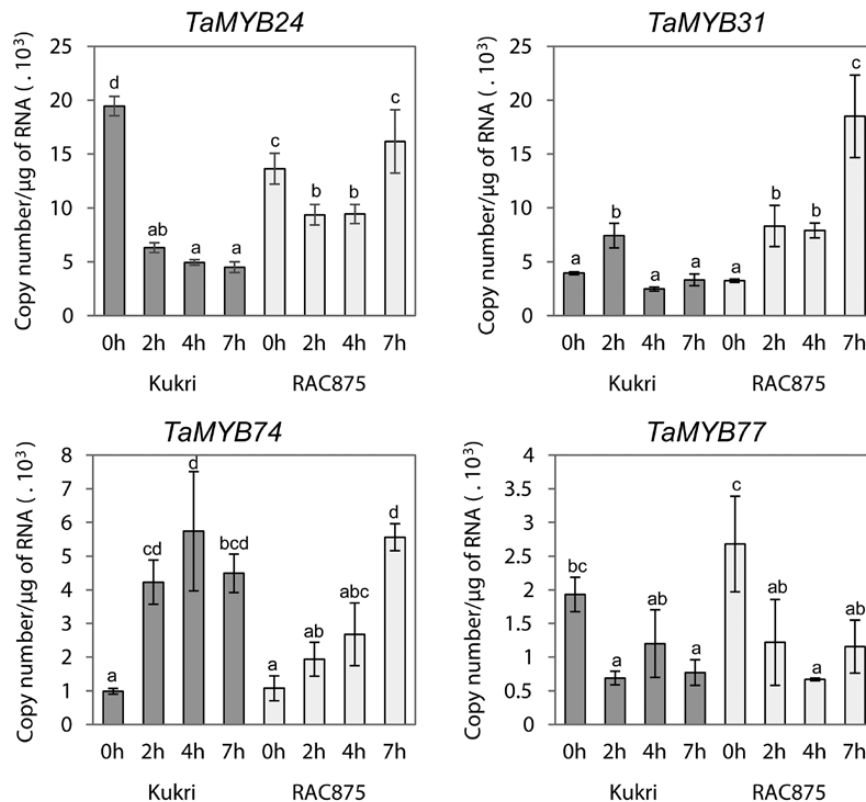 TaMYB24
Copy number/µg of RNA ( . 10³)
25
20
15
10
5
0
d
ab
a
a
c
b
b
c
0h 2h 4h 7h 0h 2h 4h 7h
Kukri RAC875
TaMYB31
Copy number/µg of RNA ( . 10³)
25
20
15
10
5
0
a
b
a
a
a
b
b
c
0h 2h 4h 7h 0h 2h 4h 7h
Kukri RAC875
TaMYB74
Copy number/µg of RNA ( . 10³)
8
7
6
5
4
3
2
1
0
a
cd
d
bcd
a
ab
abc
d
0h 2h 4h 7h 0h 2h 4h 7h
Kukri RAC875
TaMYB77
Copy number/µg of RNA ( . 10³)
4
3.5
3
2.5
2
1.5
1
0.5
0
bc
a
ab
a
c
ab
a
ab
0h 2h 4h 7h 0h 2h 4h 7h
Kukri RAC875